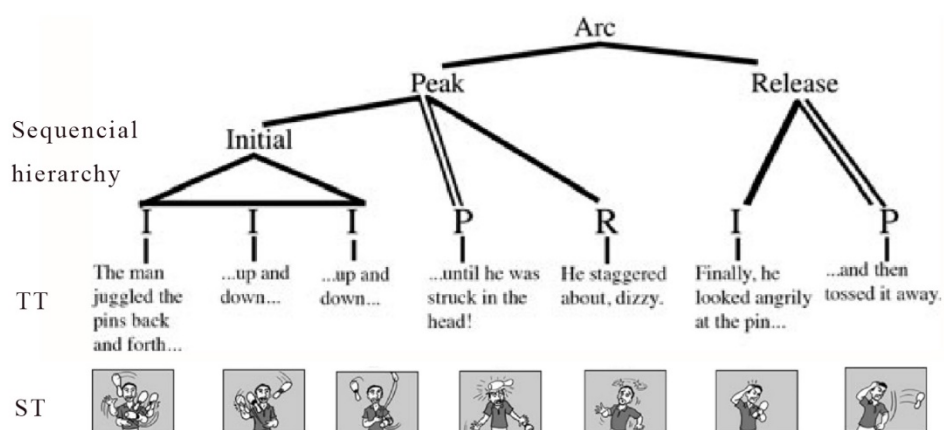 Arc
Peak
Release
Sequencial
hierarchy
Initial
I I I P R I P
The man
juggled the
pins back
and forth...
...up and
down...
...up and
down...
...until he was
struck in the
head!
He staggered
about, dizzy.
Finally, he
looked angrily
at the pin...
...and then
tossed it away.
TT
ST